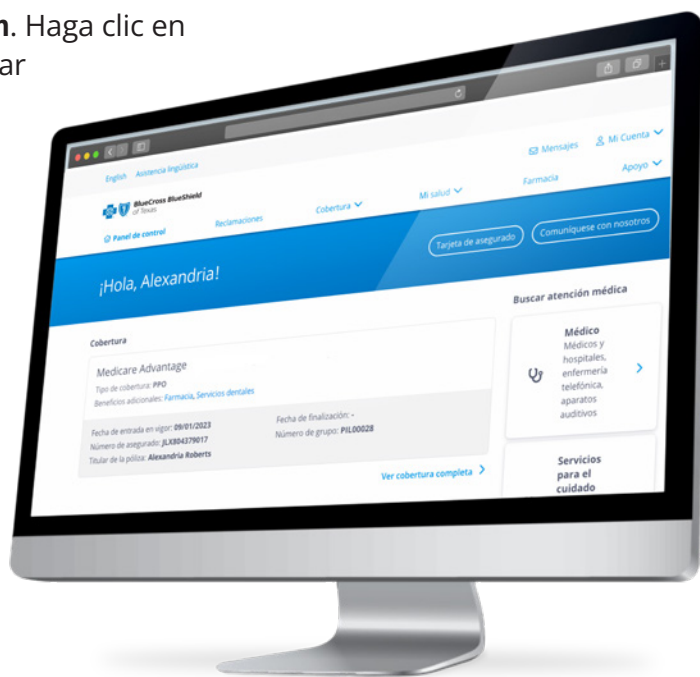 m. Haga clic en
ar
English Asistencia lingüística
Mensajes Mi Cuenta
BlueCross BlueShield
of Texas
Panel de control Reclamaciones Cobertura Mi salud Farmacia Apoyo
¡Hola, Alexandria!
Tarjeta de asegurado Comuníquese con nosotros
Cobertura
Medicare Advantage
Tipo de cobertura: PPO
Beneficios adicionales: Farmacia, Servicios dentales
Fecha de entrada en vigor: 09/01/2023 Fecha de finalización: -
Número de asegurado: JLX804379017 Número de grupo: PIL00028
Titular de la póliza: Alexandria Roberts
Ver cobertura completa
Buscar atención médica
Médico
Médicos y
hospitales,
enfermería
telefónica,
aparatos
auditivos
Servicios
para el
cuidado